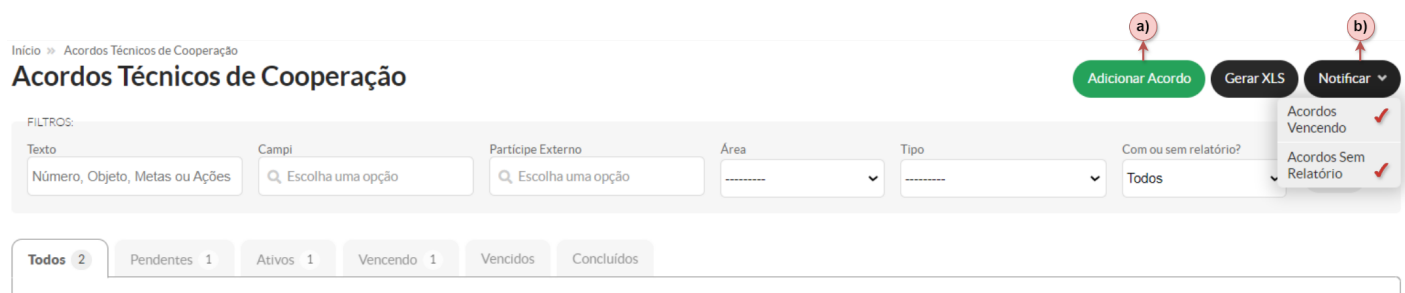 a)
b)
Início » Acordos Técnicos de Cooperação
Acordos Técnicos de Cooperação
Adicionar Acordo
Gerar XLS
Notificar
Acordos
Vencendo
Acordos Sem
Relatório
FILTROS:
Texto
Campi
Partícipe Externo
Área
Tipo
Com ou sem relatório?
Número, Objeto, Metas ou Ações
Escolha uma opção
Escolha uma opção
---------
---------
Todos
Todos 2
Pendentes 1
Ativos 1
Vencendo 1
Vencidos
Concluídos